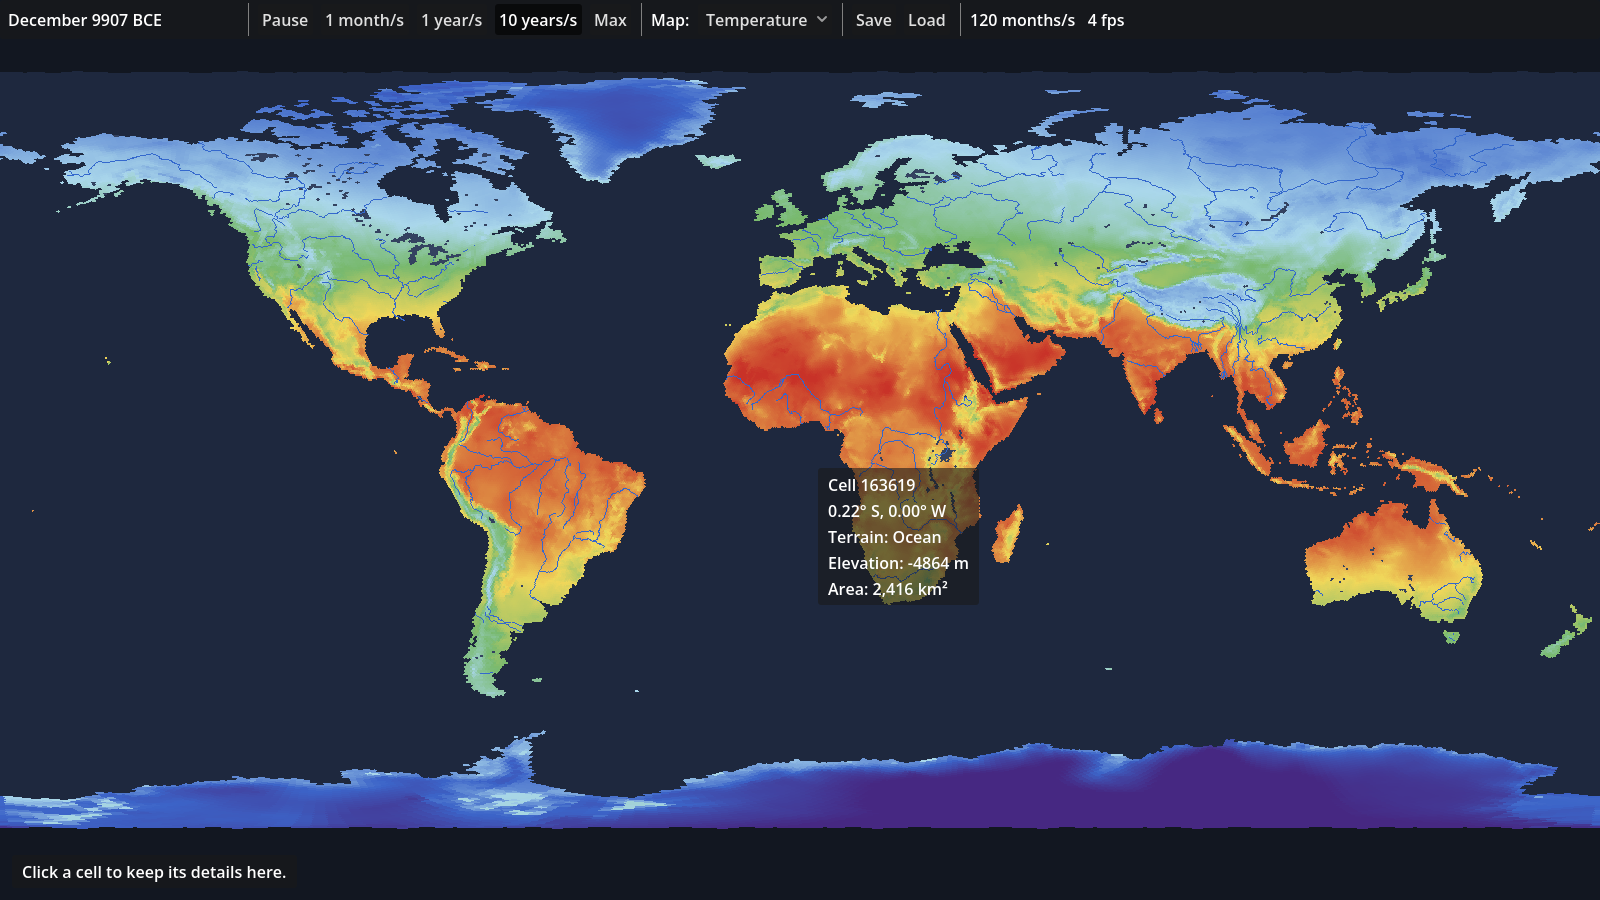 December 9907 BCE Pause 1 month/s 1 year/s 10 years/s Max Map: Temperature Save Load 120 months/s 4 fps
Cell 163619
0.22° S, 0.00° W
Terrain: Ocean
Elevation: -4864 m
Area: 2,416 km²
Click a cell to keep its details here.